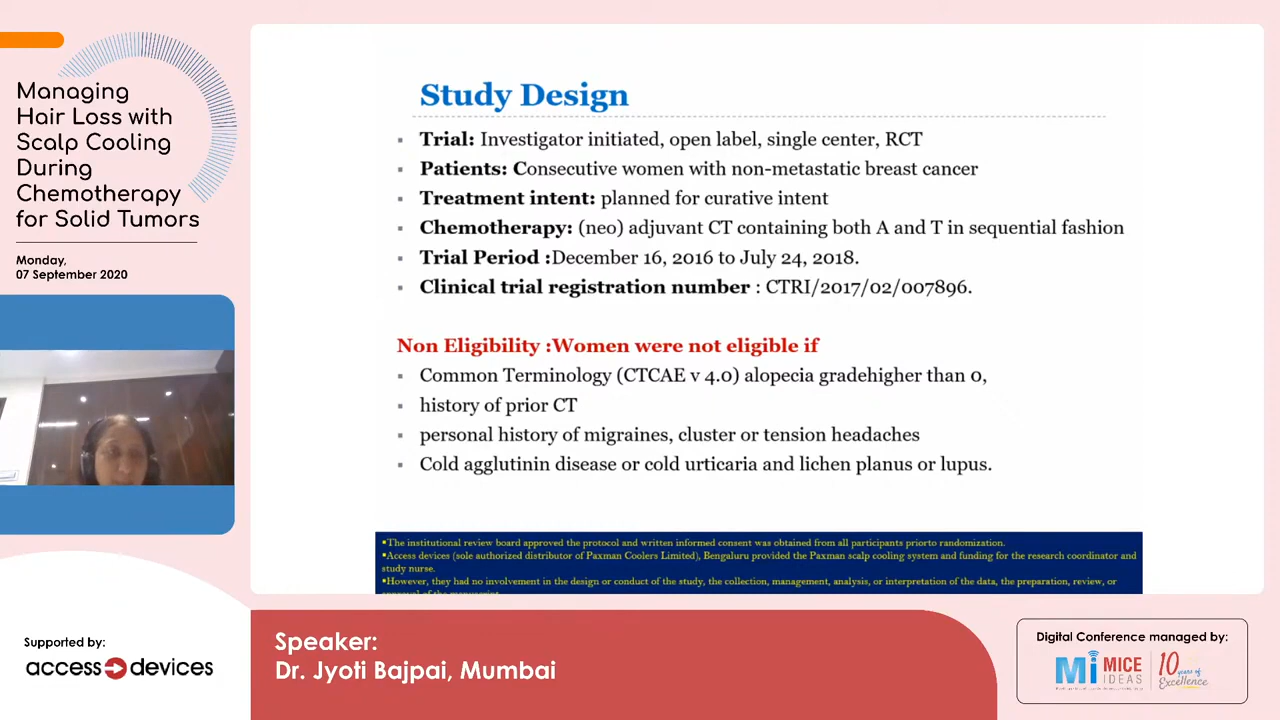 Managing
Hair Loss with
Scalp Cooling
During
Chemotherapy
for Solid Tumors
Monday,
07 September 2020
Study Design
▪ Trial: Investigator initiated, open label, single center, RCT
▪ Patients: Consecutive women with non-metastatic breast cancer
▪ Treatment intent: planned for curative intent
▪ Chemotherapy: (neo) adjuvant CT containing both A and T in sequential fashion
▪ Trial Period :December 16, 2016 to July 24, 2018.
▪ Clinical trial registration number : CTRI/2017/02/007896.
Non Eligibility :Women were not eligible if
▪ Common Terminology (CTCAE v 4.0) alopecia gradehigher than 0,
▪ history of prior CT
▪ personal history of migraines, cluster or tension headaches
▪ Cold agglutinin disease or cold urticaria and lichen planus or lupus.
▪The institutional review board approved the protocol and written informed consent was obtained from all participants priorto randomization.
▪Access devices (sole authorized distributor of Paxman Coolers Limited), Bengaluru provided the Paxman scalp cooling system and funding for the research coordinator and
study nurse.
▪However, they had no involvement in the design or conduct of the study, the collection, management, analysis, or interpretation of the data, the preparation, review, or
approval of the manuscript
Supported by:
access devices
Speaker:
Dr. Jyoti Bajpai, Mumbai
Digital Conference managed by:
Mi MICE
IDEAS
10 years of
Excellence